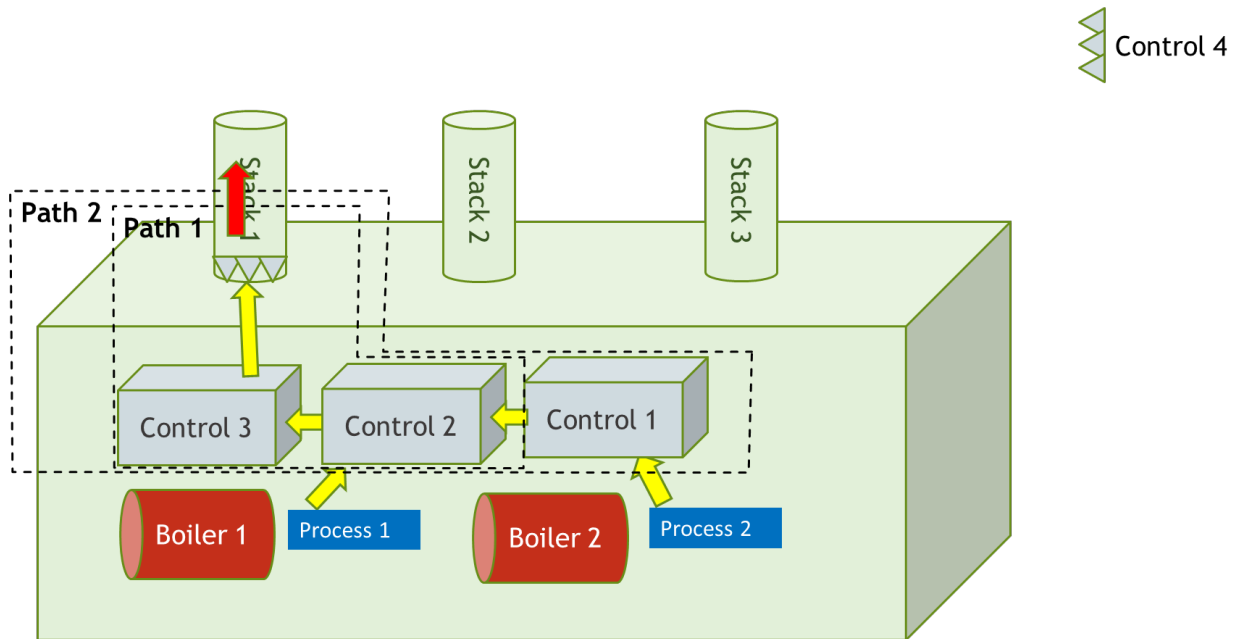 Control 4
Stack 1
Stack 2
Stack 3
Path 2
Path 1
Control 3
Control 2
Control 1
Boiler 1
Process 1
Boiler 2
Process 2